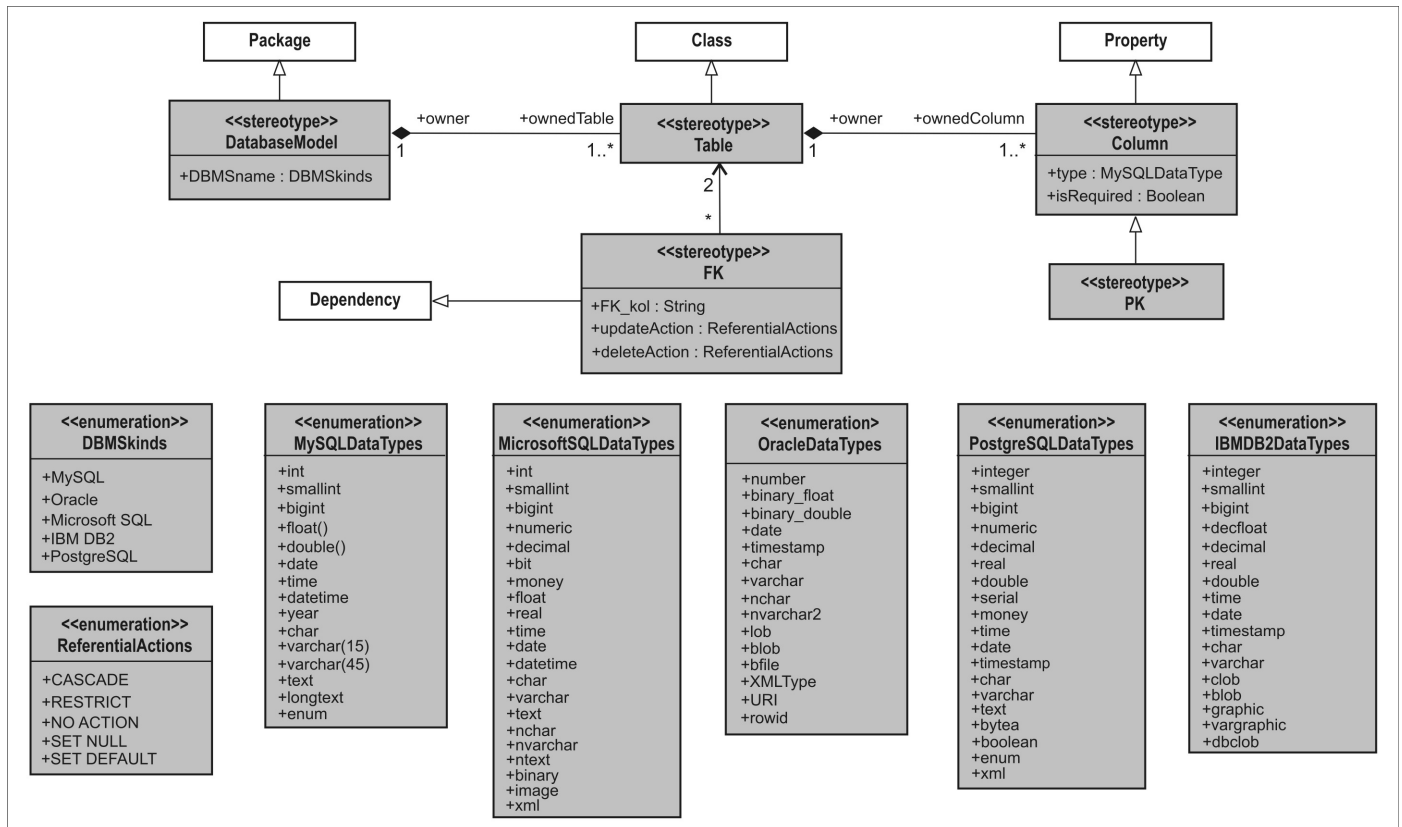 Package
Class
Property
<<stereotype>>
DatabaseModel
+DBMSname : DBMSkinds
+owner
1
+ownedTable
1..*
<<stereotype>>
Table
+owner
1
+ownedColumn
1..*
<<stereotype>>
Column
+type : MySQLDataType
+isRequired : Boolean
2
*
<<stereotype>>
FK
+FK_kol : String
+updateAction : ReferentialActions
+deleteAction : ReferentialActions
Dependency
<<stereotype>>
PK
<<enumeration>>
DBMSkinds
+MySQL
+Oracle
+Microsoft SQL
+IBM DB2
+PostgreSQL
<<enumeration>>
ReferentialActions
+CASCADE
+RESTRICT
+NO ACTION
+SET NULL
+SET DEFAULT
<<enumeration>>
MySQLDataTypes
+int
+smallint
+bigint
+float()
+double()
+date
+time
+datetime
+year
+char
+varchar(15)
+varchar(45)
+text
+longtext
+enum
<<enumeration>>
MicrosoftSQLDataTypes
+int
+smallint
+bigint
+numeric
+decimal
+bit
+money
+float
+real
+time
+date
+datetime
+char
+varchar
+text
+nchar
+nvarchar
+ntext
+binary
+image
+xml
<<enumeration>
OracleDataTypes
+number
+binary_float
+binary_double
+date
+timestamp
+char
+varchar
+nchar
+nvarchar2
+lob
+blob
+bfile
+XMLType
+URI
+rowid
<<enumeration>>
PostgreSQLDataTypes
+integer
+smallint
+bigint
+numeric
+decimal
+real
+double
+serial
+money
+time
+date
+timestamp
+char
+varchar
+text
+bytea
+boolean
+enum
+xml
<<enumeration>>
IBMDB2DataTypes
+integer
+smallint
+bigint
+decfloat
+decimal
+real
+double
+time
+date
+timestamp
+char
+varchar
+clob
+blob
+graphic
+vargraphic
+dbclob